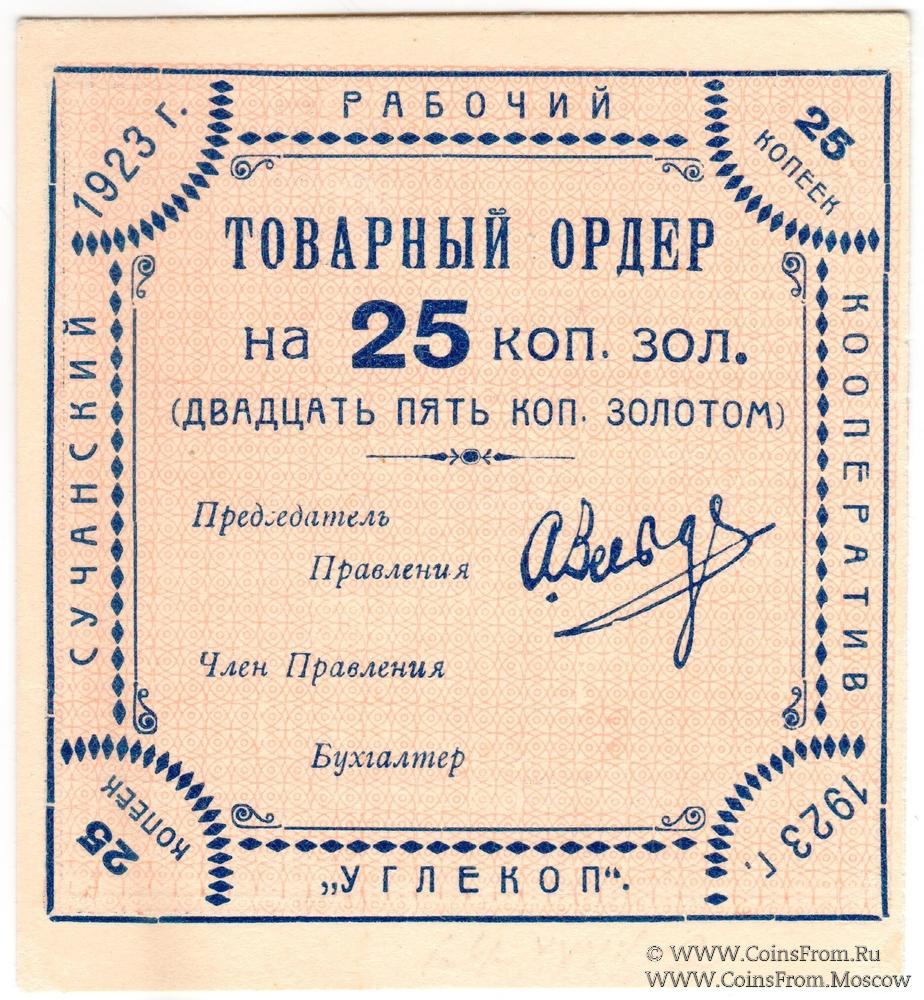 1923 г.
РАБОЧИЙ
25
КОПЕЕК
СУЧАНСКИЙ
КООПЕРАТИВ
ТОВАРНЫЙ ОРДЕР
на 25 коп. зол.
(ДВАДЦАТЬ ПЯТЬ КОП. ЗОЛОТОМ)
Председатель
Правления
Член Правления
Бухгалтер
25
КОПЕЕК
„УГЛЕКОП“.
1923 г.
© WWW.CoinsFrom.Ru
WWW.CoinsFrom.Moscow